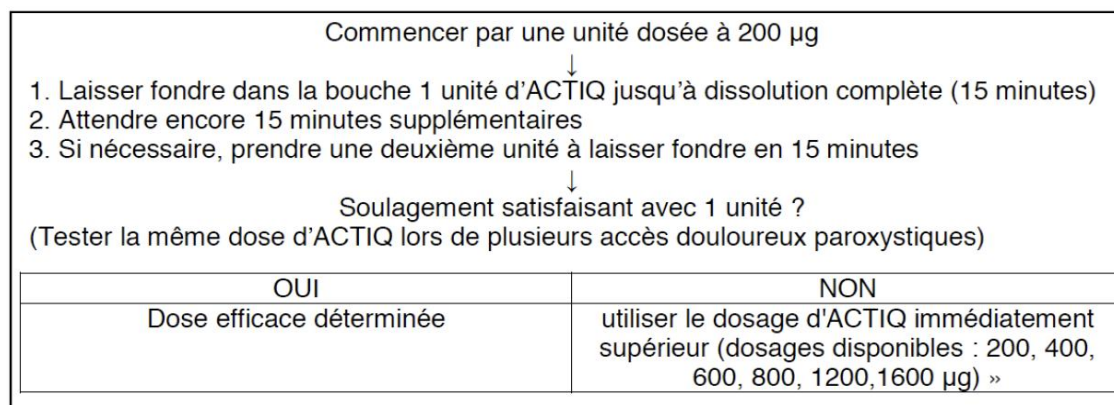 Commencer par une unité dosée à 200 µg
↓
1. Laisser fondre dans la bouche 1 unité d'ACTIQ jusqu'à dissolution complète (15 minutes)
2. Attendre encore 15 minutes supplémentaires
3. Si nécessaire, prendre une deuxième unité à laisser fondre en 15 minutes
↓
Soulagement satisfaisant avec 1 unité ?
(Tester la même dose d'ACTIQ lors de plusieurs accès douloureux paroxystiques)
OUI
NON
Dose efficace déterminée
utiliser le dosage d'ACTIQ immédiatement
supérieur (dosages disponibles : 200, 400,
600, 800, 1200,1600 µg) »